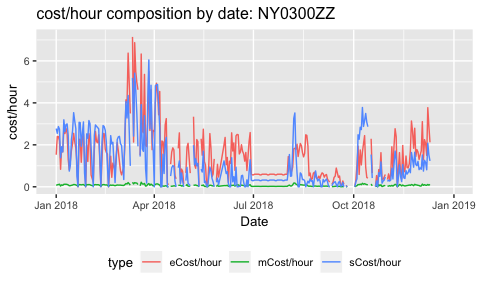 cost/hour composition by date: NY0300ZZ
cost/hour
6
4
2
0
Jan 2018 Apr 2018 Jul 2018 Oct 2018 Jan 2019
Date
type eCost/hour mCost/hour sCost/hour